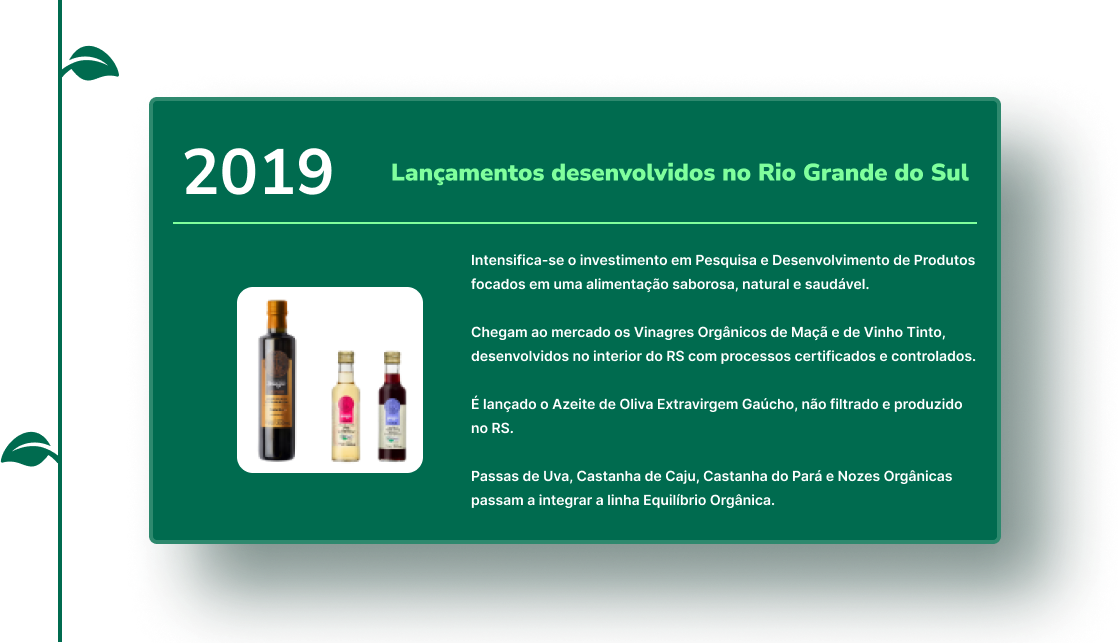 2019
Lançamentos desenvolvidos no Rio Grande do Sul
Intensifica-se o investimento em Pesquisa e Desenvolvimento de Produtos
focados em uma alimentação saborosa, natural e saudável.
Chegam ao mercado os Vinagres Orgânicos de Maçã e de Vinho Tinto,
desenvolvidos no interior do RS com processos certificados e controlados.
É lançado o Azeite de Oliva Extravirgem Gaúcho, não filtrado e produzido
no RS.
Passas de Uva, Castanha de Caju, Castanha do Pará e Nozes Orgânicas
passam a integrar a linha Equilíbrio Orgânica.